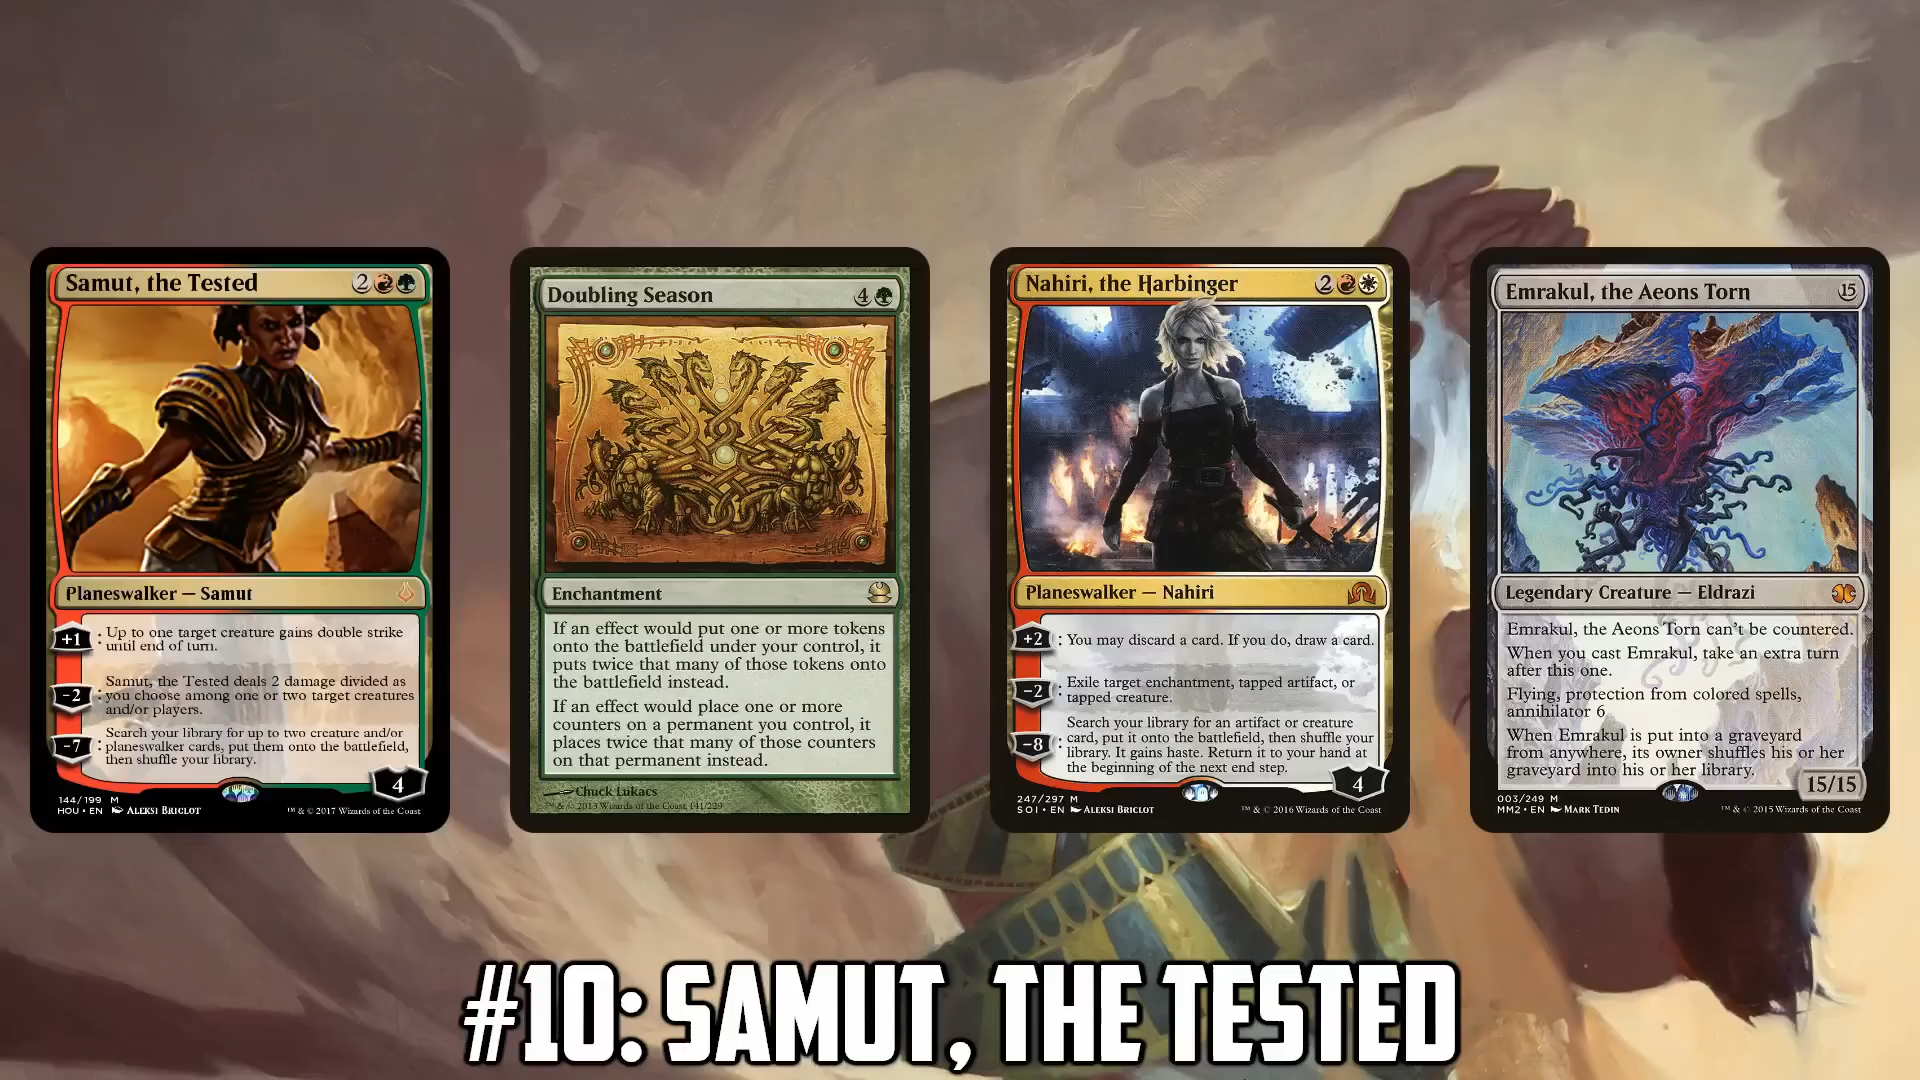 Samut, the Tested 2
Planeswalker — Samut
+1 : Up to one target creature gains double strike
until end of turn.
Samut, the Tested deals 2 damage divided as
-2 : you choose among one or two target creatures
and/or players.
Search your library for up to two creature and/or
-7 : planeswalker cards, put them onto the battlefield,
then shuffle your library.
4
144/199 M
HOU • EN ALEKSI BRICLOT ™ & © 2017 Wizards of the Coast
Doubling Season 4
Enchantment
If an effect would put one or more tokens
onto the battlefield under your control, it
puts twice that many of those tokens onto
the battlefield instead.
If an effect would place one or more
counters on a permanent you control, it
places twice that many of those counters
on that permanent instead.
Chuck Lukacs
™ & © 2013 Wizards of the Coast 141/229
Nahiri, the Harbinger 2
Planeswalker — Nahiri
+2 : You may discard a card. If you do, draw a card.
-2 : Exile target enchantment, tapped artifact, or
tapped creature.
Search your library for an artifact or creature
card, put it onto the battlefield, then shuffle your
-8 : library. It gains haste. Return it to your hand at
the beginning of the next end step.
4
247/297 M
SOI • EN ALEKSI BRICLOT ™ & © 2016 Wizards of the Coast
Emrakul, the Aeons Torn 15
Legendary Creature — Eldrazi
Emrakul, the Aeons Torn can't be countered.
When you cast Emrakul, take an extra turn
after this one.
Flying, protection from colored spells,
annihilator 6
When Emrakul is put into a graveyard
from anywhere, its owner shuffles his or her
graveyard into his or her library.
15/15
003/249 M
MM2 • EN MARK TEDIN ™ & © 2015 Wizards of the Coast
#10: SAMUT, THE TESTED